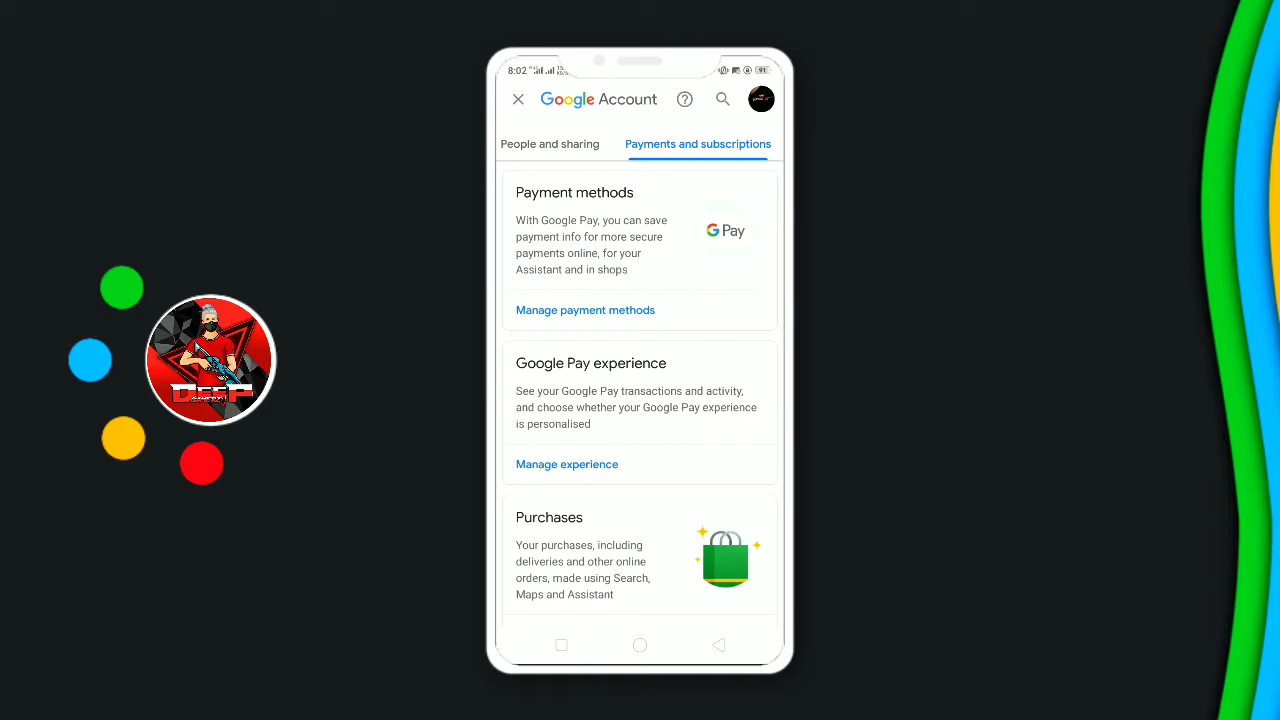 8:02
91
Google Account
People and sharing
Payments and subscriptions
Payment methods
With Google Pay, you can save
payment info for more secure
payments online, for your
Assistant and in shops
G Pay
Manage payment methods
Google Pay experience
See your Google Pay transactions and activity,
and choose whether your Google Pay experience
is personalised
Manage experience
Purchases
Your purchases, including
deliveries and other online
orders, made using Search,
Maps and Assistant
DEEP